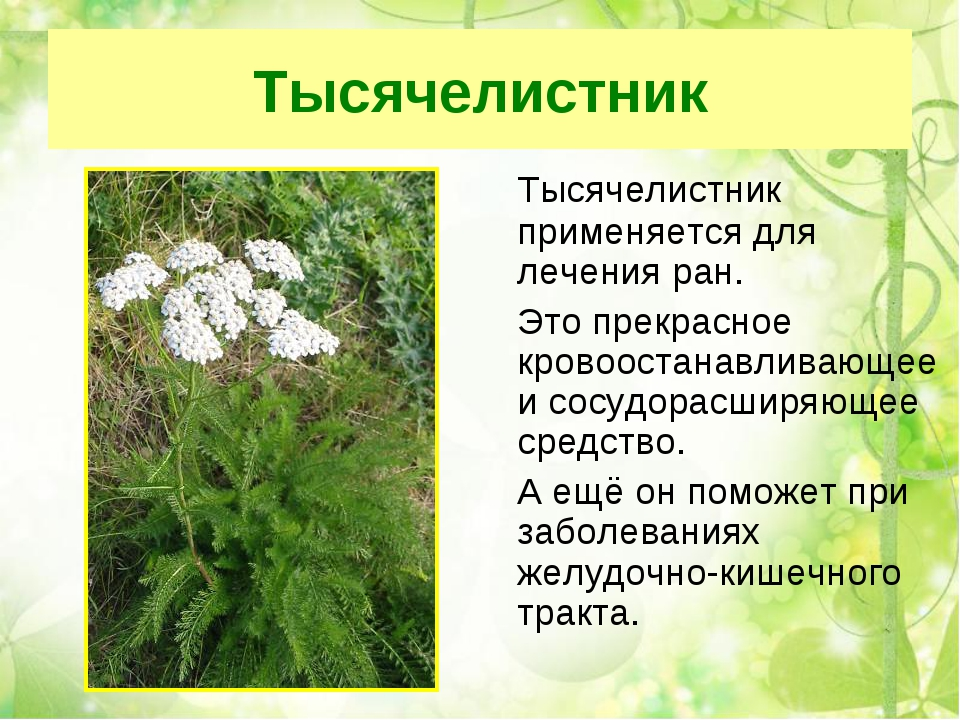 Тысячелистник
Тысячелистник
применяется для
лечения ран.
Это прекрасное
кровоостанавливающее
и сосудорасширяющее
средство.
А ещё он поможет при
заболеваниях
желудочно-кишечного
тракта.